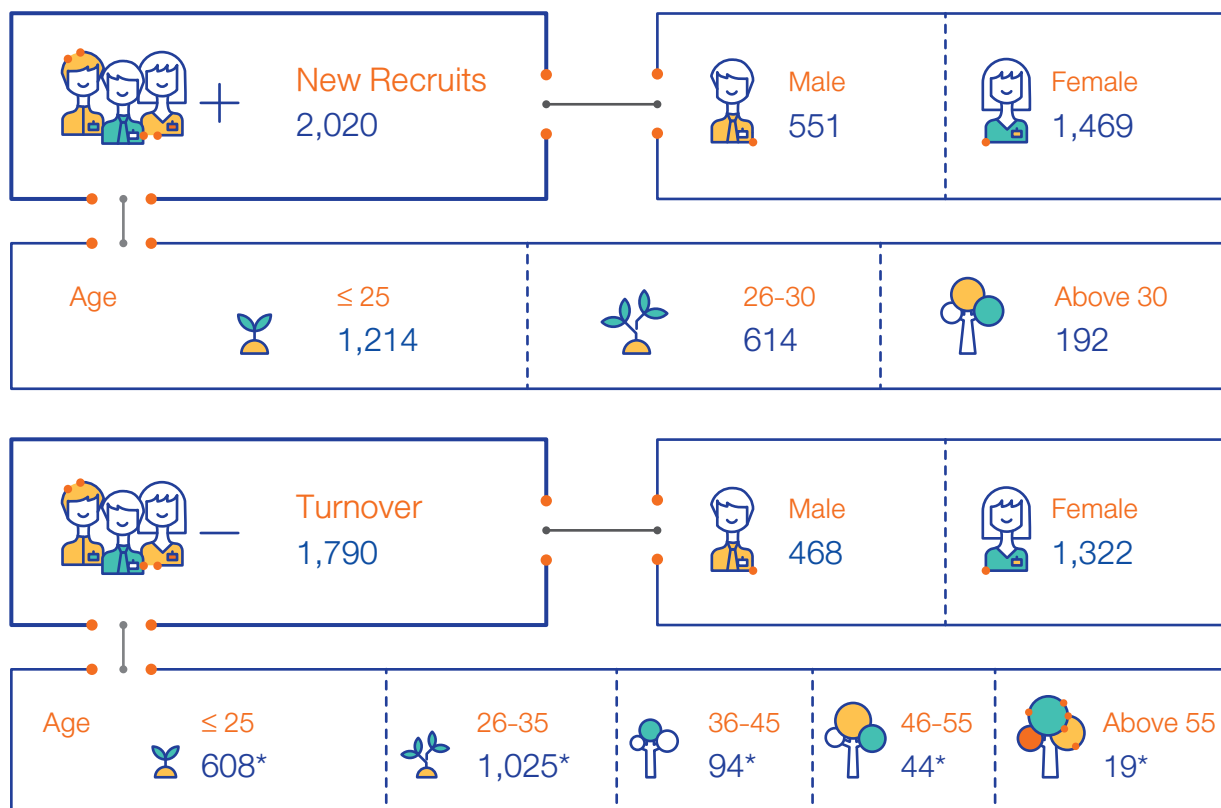 New Recruits
2,020
Male
551
Female
1,469
Age
≤ 25
1,214
26-30
614
Above 30
192
Turnover
1,790
Male
468
Female
1,322
Age
≤ 25
608*
26-35
1,025*
36-45
94*
46-55
44*
Above 55
19*